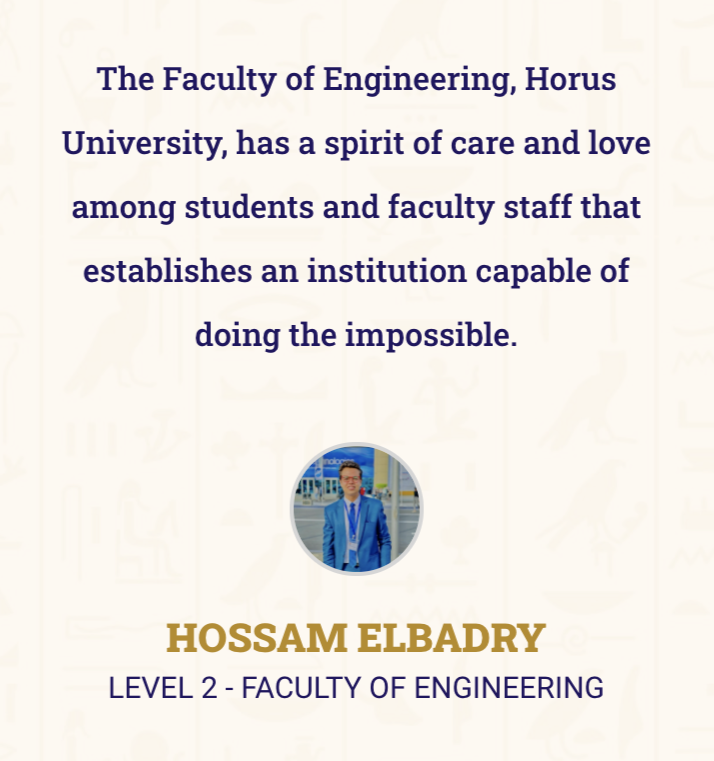 The Faculty of Engineering, Horus
University, has a spirit of care and love
among students and faculty staff that
establishes an institution capable of
doing the impossible.
HOSSAM ELBADRY
LEVEL 2 - FACULTY OF ENGINEERING